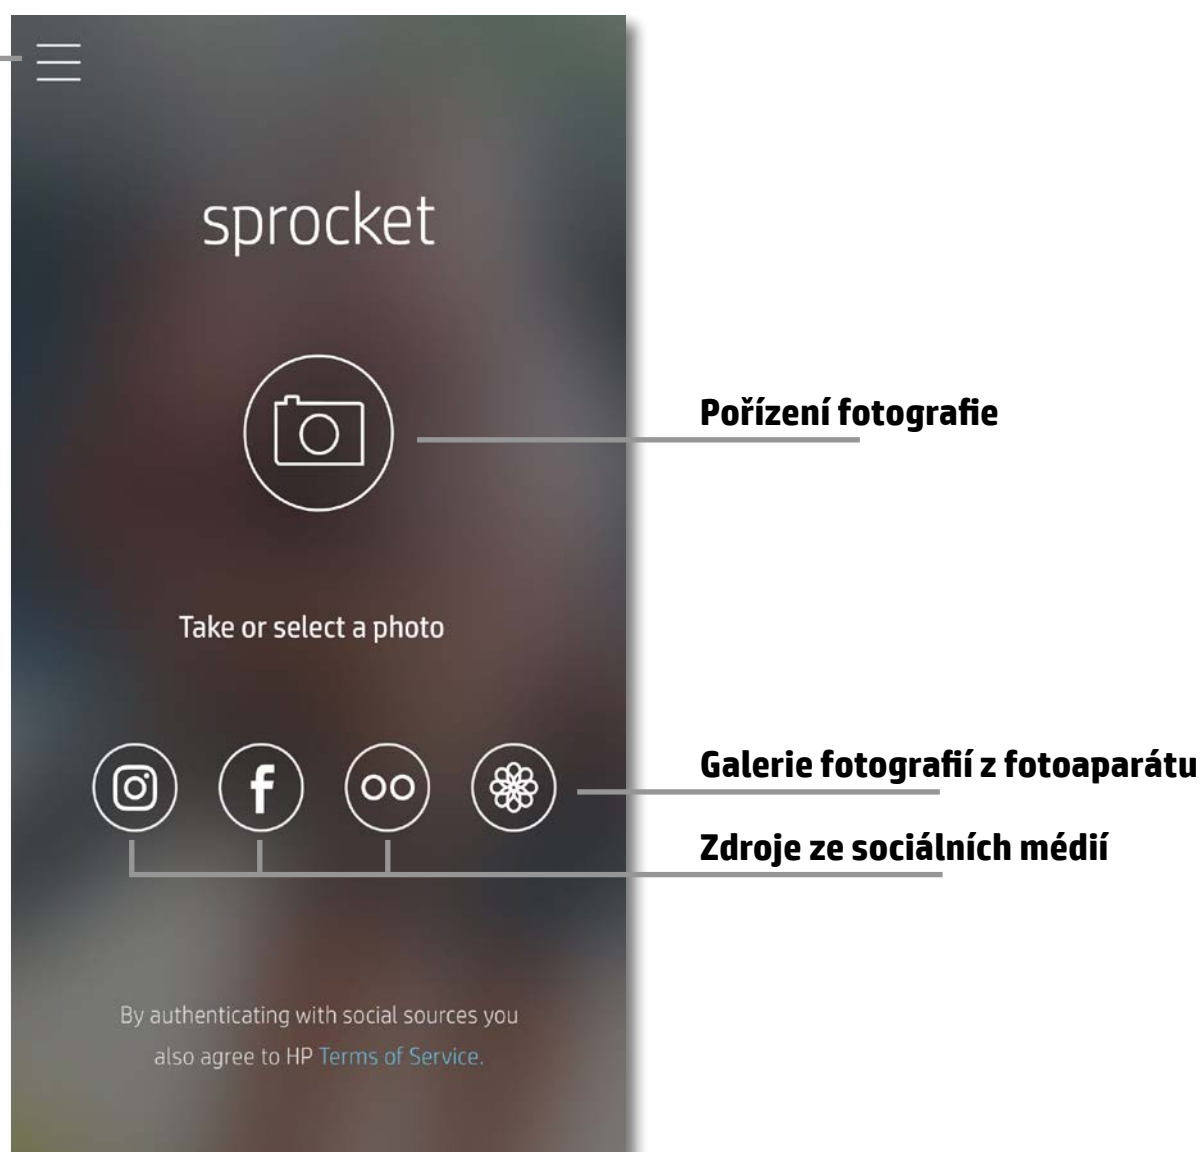 sprocket
Pořízení fotografie
Take or select a photo
Galerie fotografií z fotoaparátu
Zdroje ze sociálních médií
By authenticating with social sources you
also agree to HP Terms of Service.